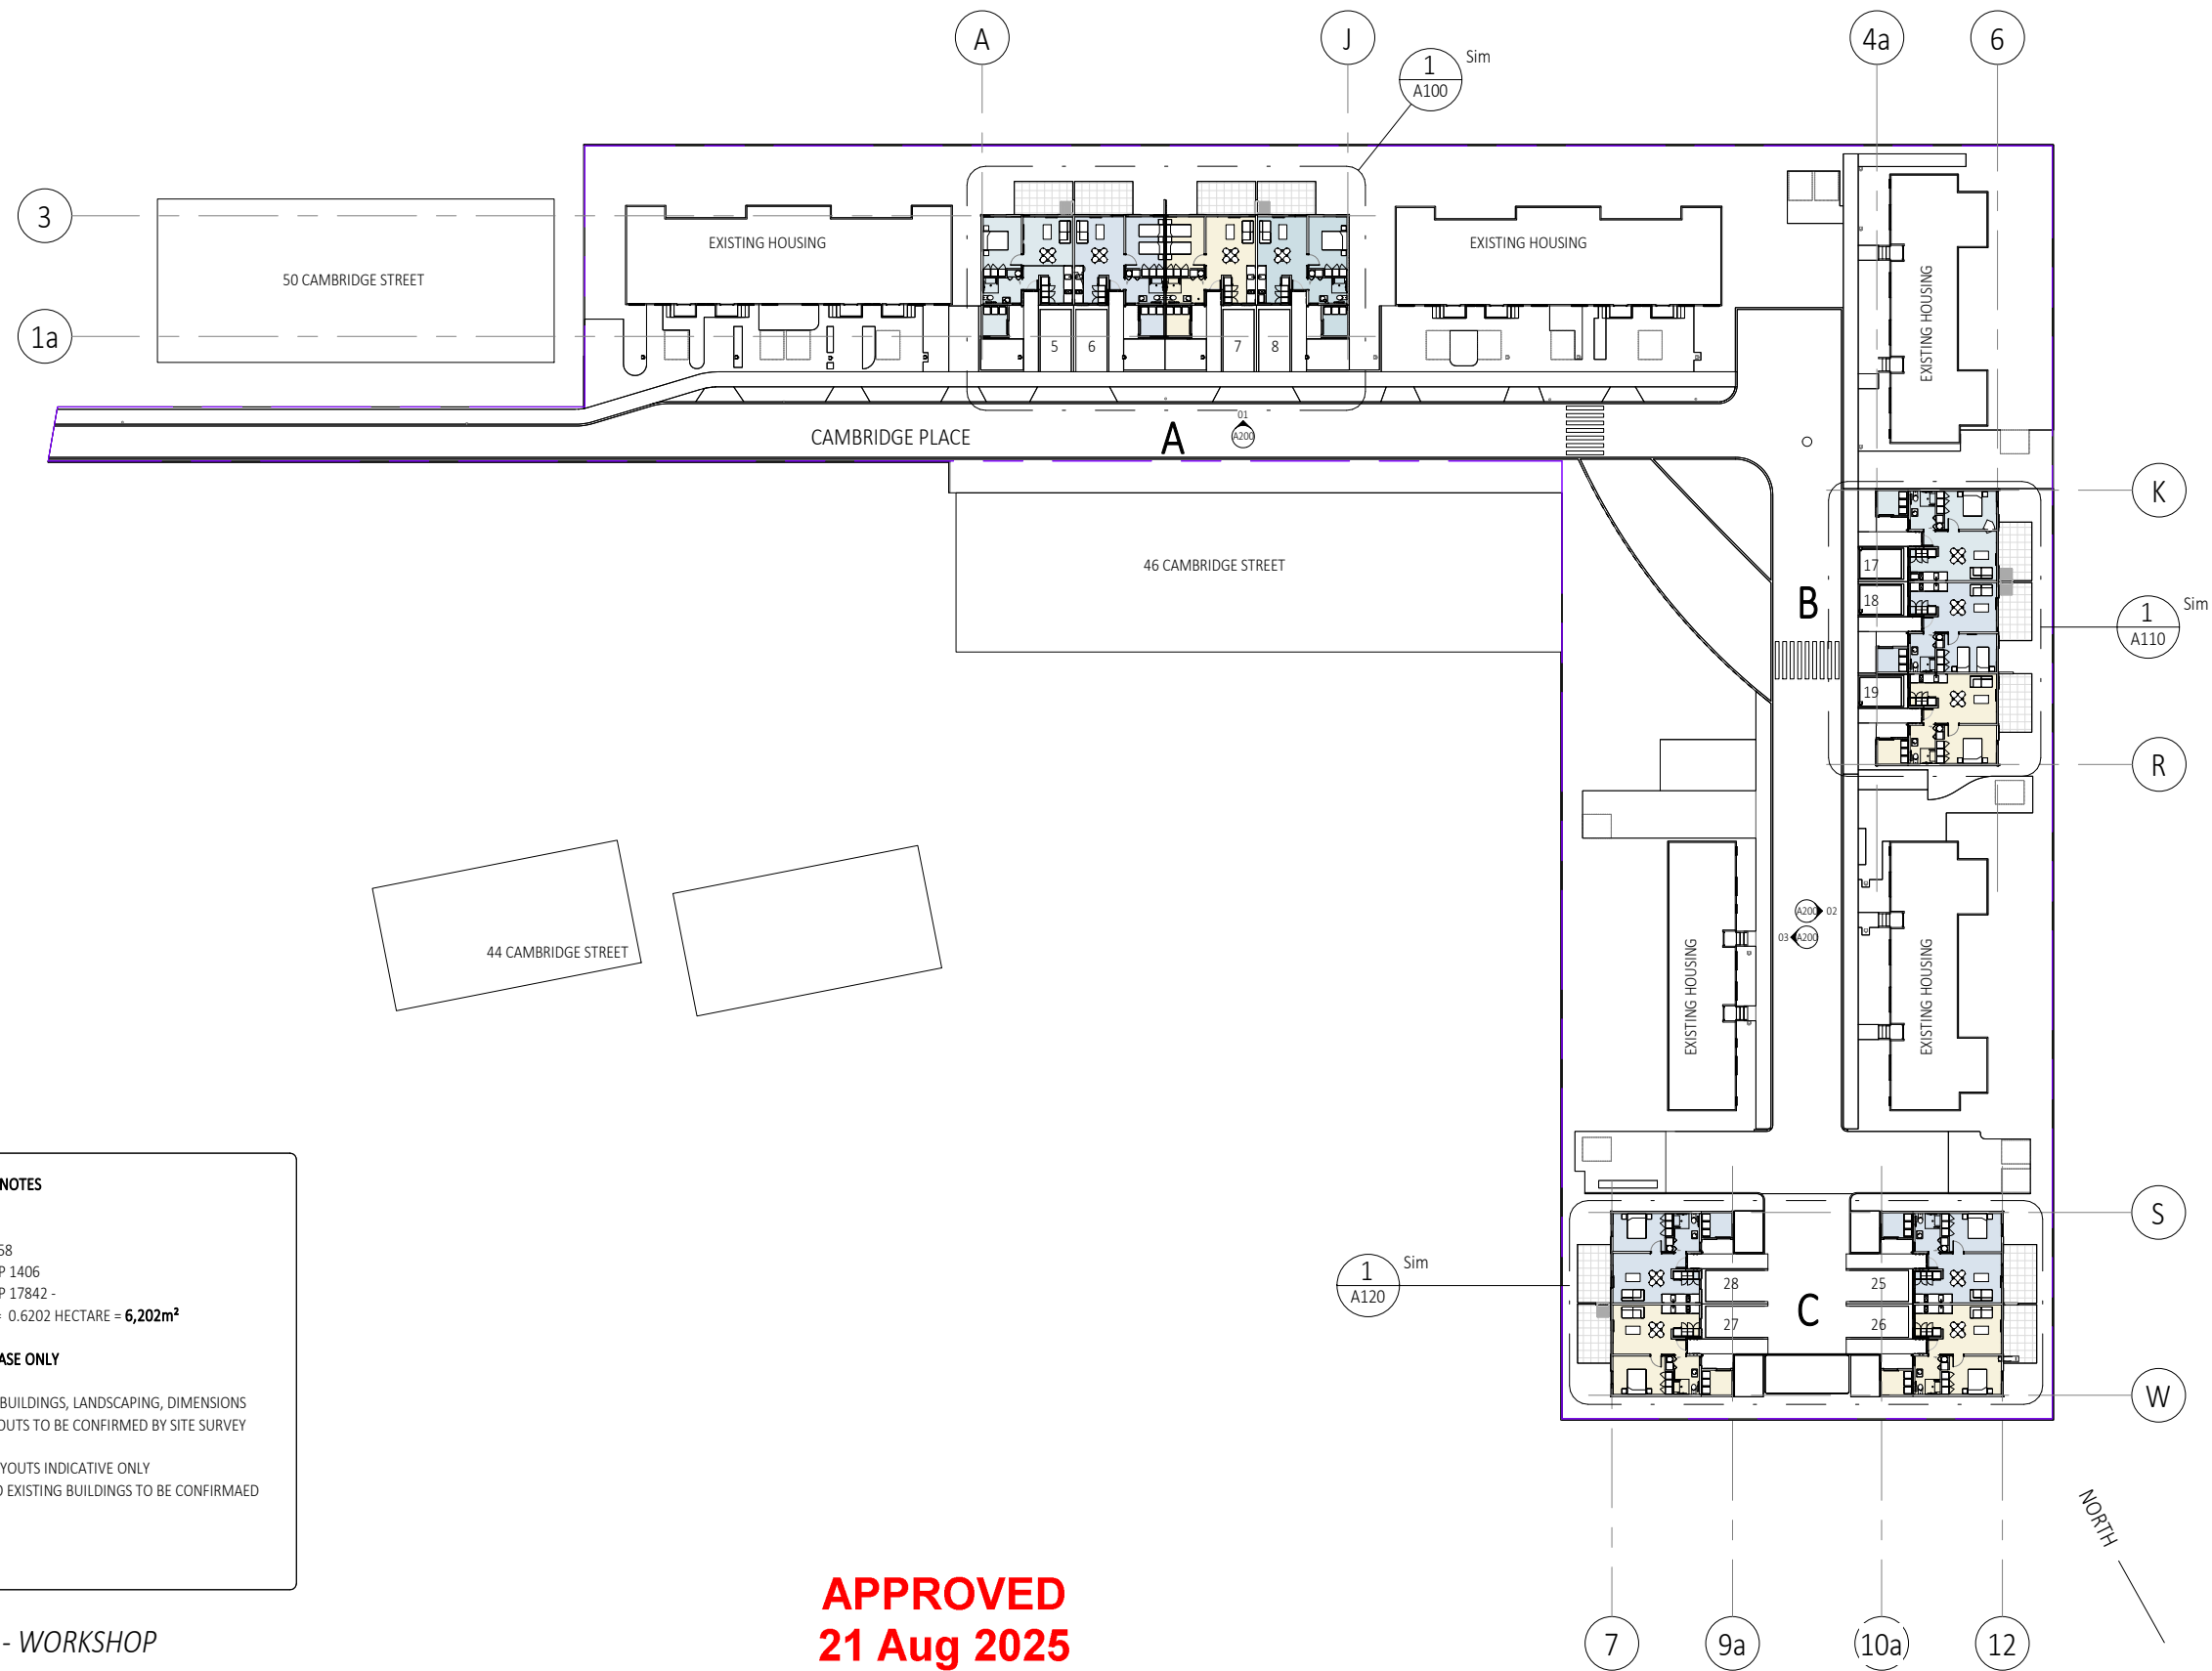 A
J
4a
6
1
A100
Sim
3
EXISTING HOUSING
EXISTING HOUSING
50 CAMBRIDGE STREET
EXISTING HOUSING
1a
5
6
7
8
01
A200
CAMBRIDGE PLACE
A
K
46 CAMBRIDGE STREET
17
18
B
1
A110
Sim
19
R
A200
02
03
A200
44 CAMBRIDGE STREET
EXISTING HOUSING
EXISTING HOUSING
NOTES
58
P 1406
P 17842 -
= 0.6202 HECTARE = 6,202m²
ASE ONLY
BUILDINGS, LANDSCAPING, DIMENSIONS
OUTS TO BE CONFIRMED BY SITE SURVEY
YOUTS INDICATIVE ONLY
O EXISTING BUILDINGS TO BE CONFIRMAED
S
1
A120
Sim
28
25
C
27
26
W
NORTH
- WORKSHOP
APPROVED
21 Aug 2025
7
9a
10a
12